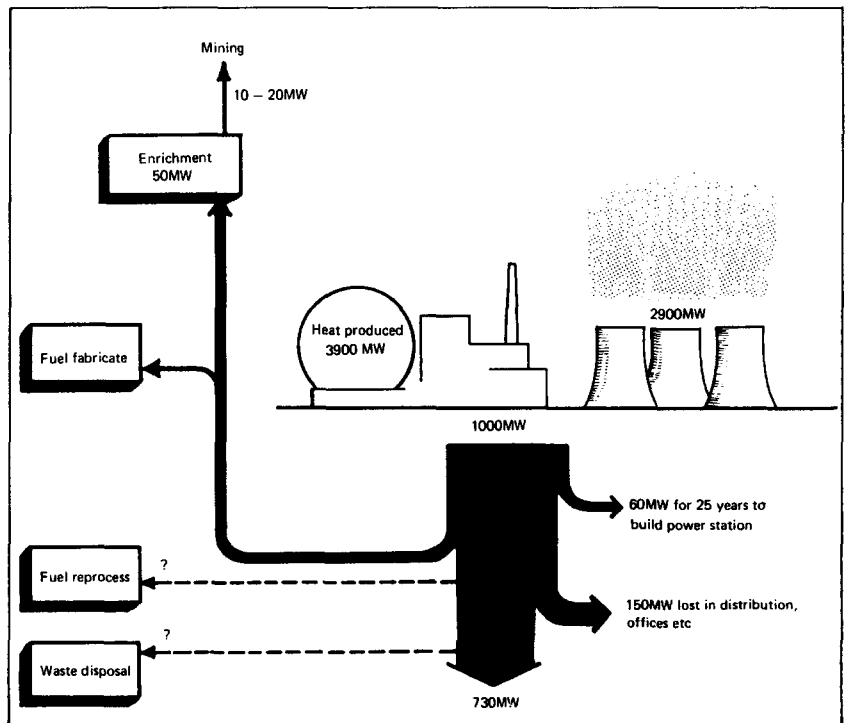 Mining
10 – 20MW
Enrichment
50MW
Fuel fabricate
Heat produced
3900 MW
2900MW
1000MW
60MW for 25 years to
build power station
Fuel reprocess
?
150MW lost in distribution,
offices etc
Waste disposal
?
730MW